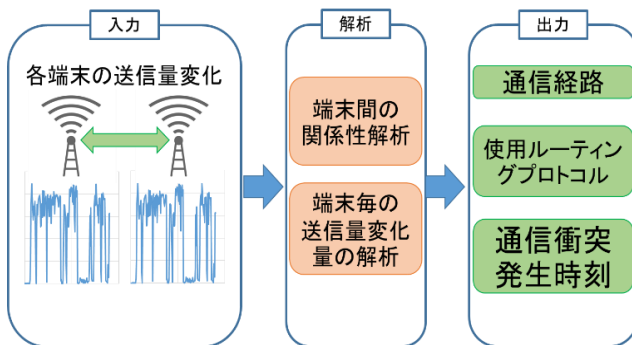 入力
各端末の送信量変化
解析
端末間の
関係性解析
端末毎の
送信量変化
量の解析
出力
通信経路
使用ルーティン
グプロトコル
通信衝突
発生時刻